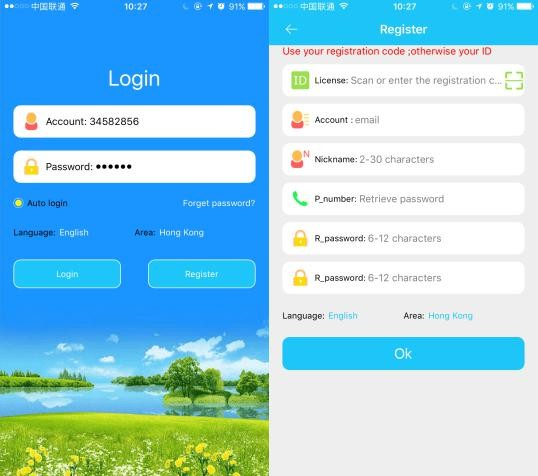 中国联通 10:27 91%
Login
Account: 34582856
Password: ●●●●●●
Auto login Forget password?
Language: English Area: Hong Kong
Login Register
中国联通 10:27 91%
Register
Use your registration code ;otherwise your ID
ID License: Scan or enter the registration c...
Account : email
N Nickname: 2-30 characters
P_number: Retrieve password
R_password: 6-12 characters
R_password: 6-12 characters
Language: English Area: Hong Kong
Ok